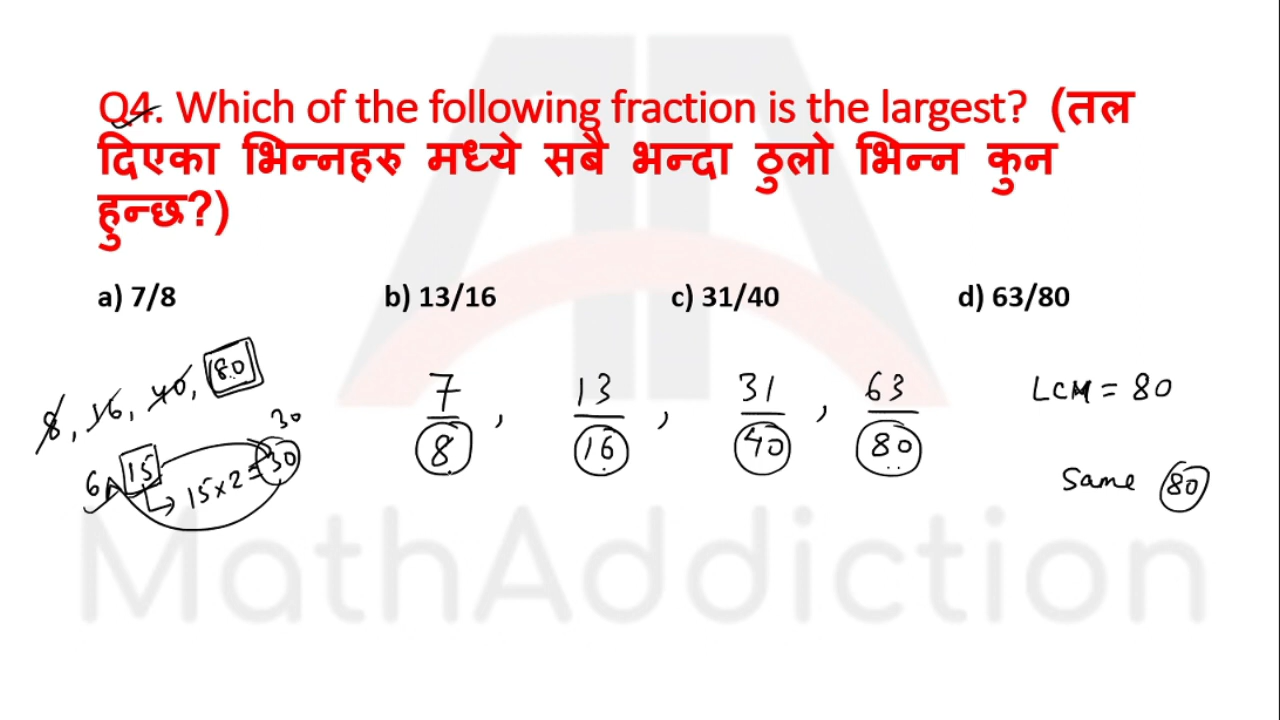 Q4. Which of the following fraction is the largest? (तल
दिएका भिन्नहरु मध्ये सबै भन्दा ठुलो भिन्न कुन
हुन्छ?)
a) 7/8 b) 13/16 c) 31/40 d) 63/80
8, 16, 40, 80
7/8, 13/16, 31/40, 63/80
LCM = 80
30
6, 15
15x2=30
Same 80
MathAddiction